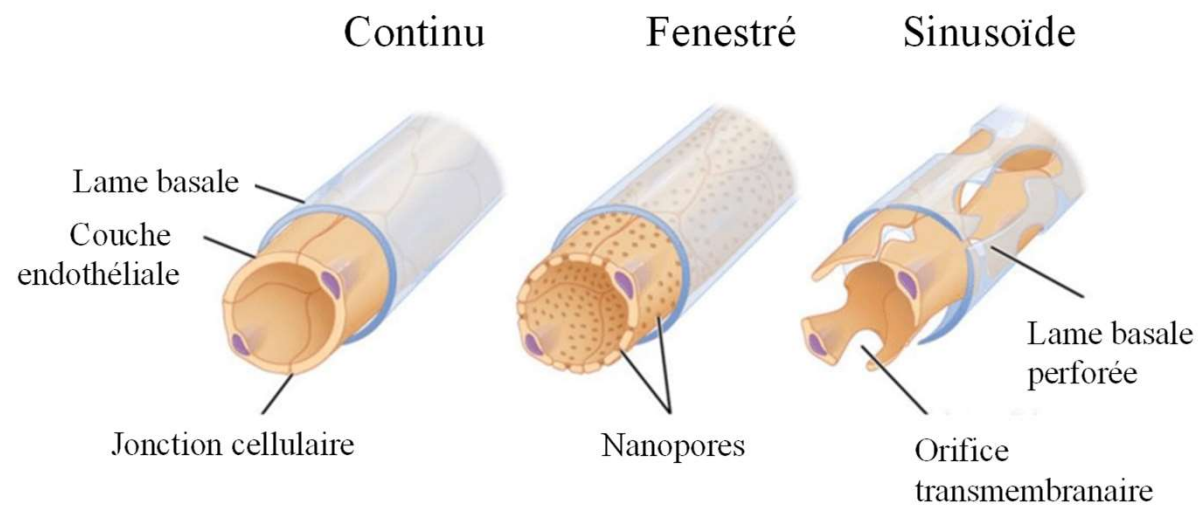 Continu
Fenestré
Sinusoïde
Lame basale
Couche
endothéliale
Jonction cellulaire
Nanopores
Lame basale
perforée
Orifice
transmembranaire